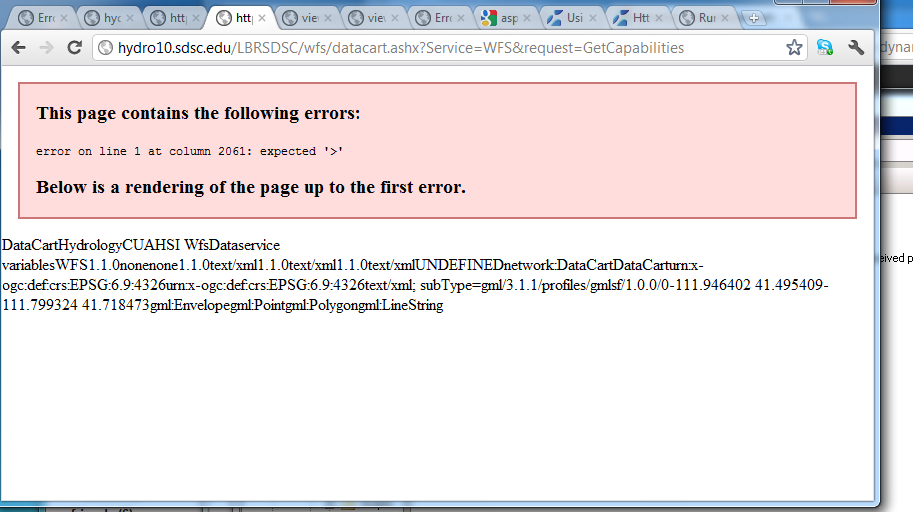 Erro
hyc
http
http
viev
viev
Erro
asp
Usi
Htt
Rur
hydro10.sdsc.edu/LBRSDSC/wfs/datacart.ashx?Service=WFS&request=GetCapabilities
dynar
This page contains the following errors:
error on line 1 at column 2061: expected '>'
Below is a rendering of the page up to the first error.
DataCartHydrologyCUAHSI WfsDataservice
variablesWFS1.1.0nonenone1.1.0text/xml1.1.0text/xml1.1.0text/xmlUNDEFINEDnetwork:DataCartDataCarturn:x-
ogc:def:crs:EPSG:6.9:4326urn:x-ogc:def:crs:EPSG:6.9:4326text/xml; subType=gml/3.1.1/profiles/gmlsf/1.0.0/0-111.946402 41.495409-
111.799324 41.718473gml:Envelopegml:Pointgml:Polygongml:LineString
eived p